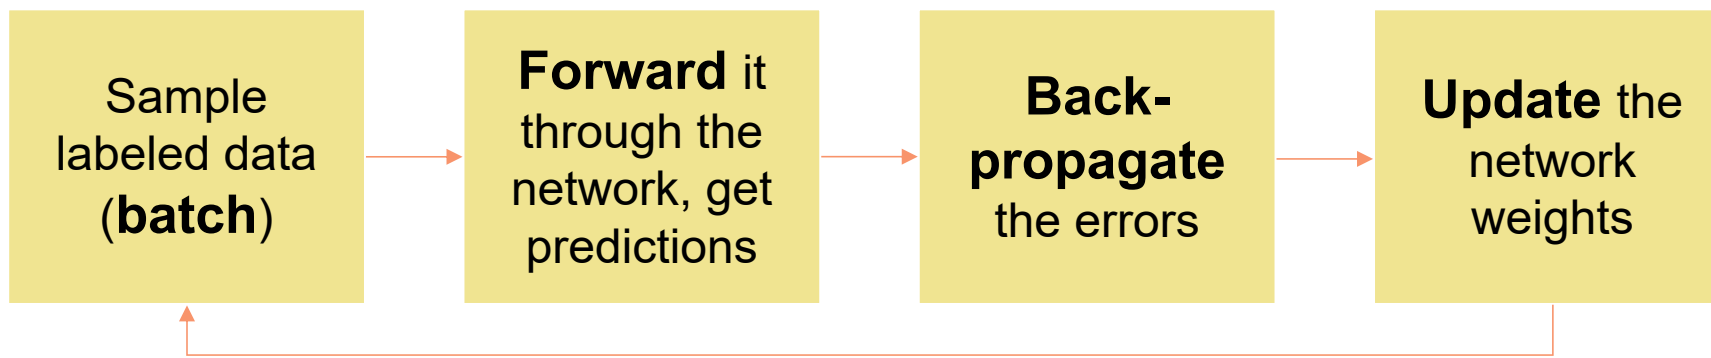 Sample
labeled data
(batch)
Forward it
through the
network, get
predictions
Back-
propagate
the errors
Update the
network
weights